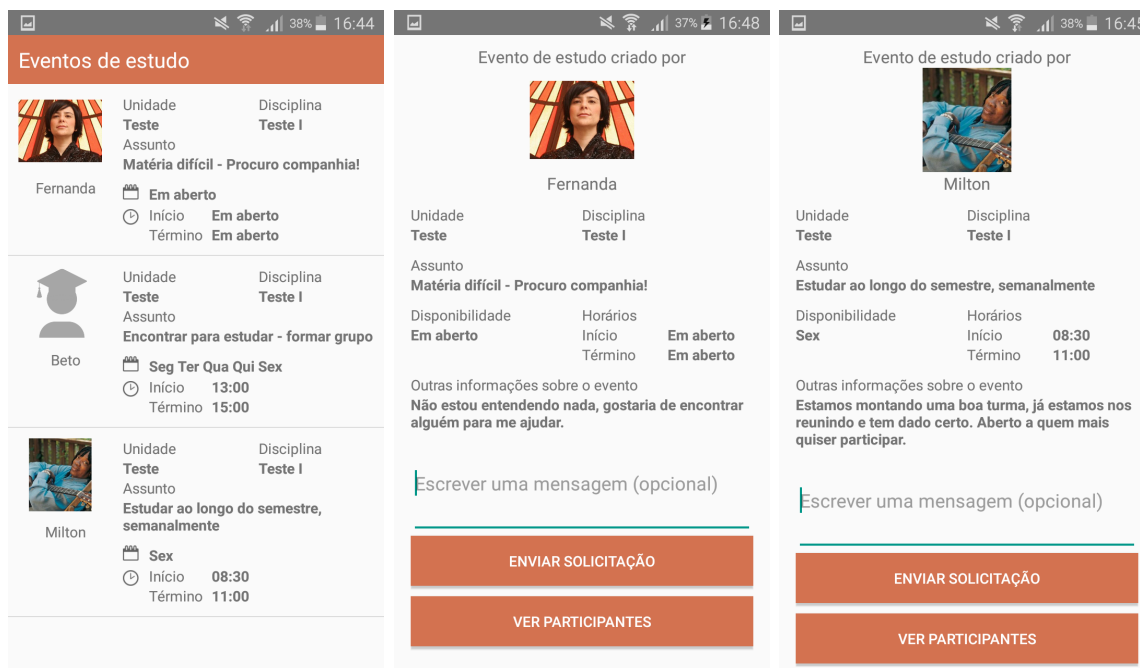 38% 16:44
Eventos de estudo
Unidade Disciplina
Teste Teste I
Assunto
Matéria difícil - Procuro companhia!
Fernanda
Em aberto
Início Em aberto
Término Em aberto
Unidade Disciplina
Teste Teste I
Assunto
Encontrar para estudar - formar grupo
Beto
Seg Ter Qua Qui Sex
Início 13:00
Término 15:00
Unidade Disciplina
Teste Teste I
Assunto
Estudar ao longo do semestre,
semanalmente
Milton
Sex
Início 08:30
Término 11:00
37% 16:48
Evento de estudo criado por
Fernanda
Unidade Disciplina
Teste Teste I
Assunto
Matéria difícil - Procuro companhia!
Disponibilidade Horários
Em aberto Início Em aberto
Término Em aberto
Outras informações sobre o evento
Não estou entendendo nada, gostaria de encontrar
alguém para me ajudar.
Escrever uma mensagem (opcional)
ENVIAR SOLICITAÇÃO
VER PARTICIPANTES
38% 16:45
Evento de estudo criado por
Milton
Unidade Disciplina
Teste Teste I
Assunto
Estudar ao longo do semestre, semanalmente
Disponibilidade Horários
Sex Início 08:30
Término 11:00
Outras informações sobre o evento
Estamos montando uma boa turma, já estamos nos
reunindo e tem dado certo. Aberto a quem mais
quiser participar.
Escrever uma mensagem (opcional)
ENVIAR SOLICITAÇÃO
VER PARTICIPANTES